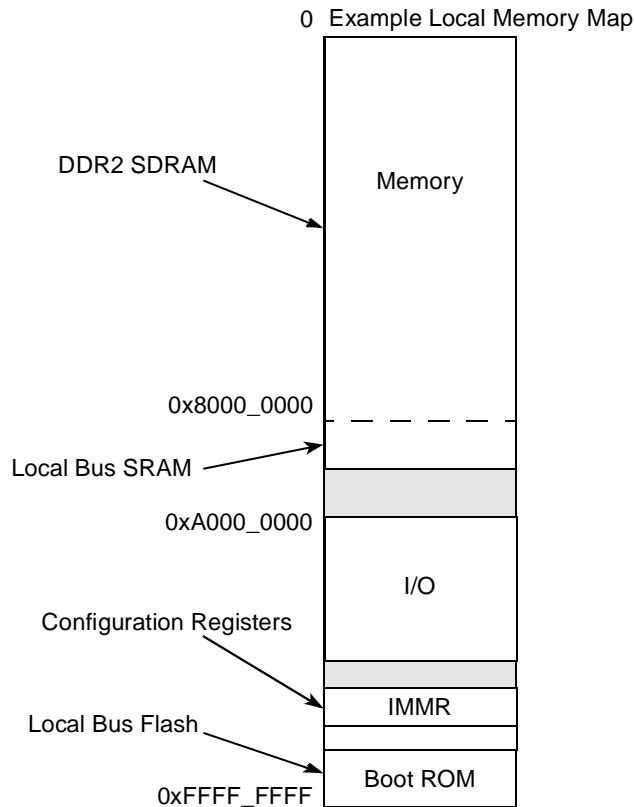 0 Example Local Memory Map
DDR2 SDRAM
Memory
0x8000_0000
Local Bus SRAM
0xA000_0000
I/O
Configuration Registers
IMMR
Local Bus Flash
Boot ROM
0xFFFF_FFFF